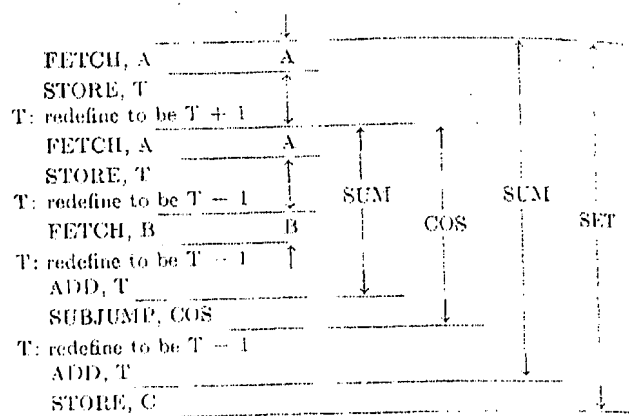 FETCH, A A
STORE, T
T: redefine to be T + 1
FETCH, A A
STORE, T
T: redefine to be T − 1 SUM SUM
FETCH, B B COS SET
T: redefine to be T − 1
ADD, T
SUBJUMP, COS
T: redefine to be T − 1
ADD, T
STORE, C